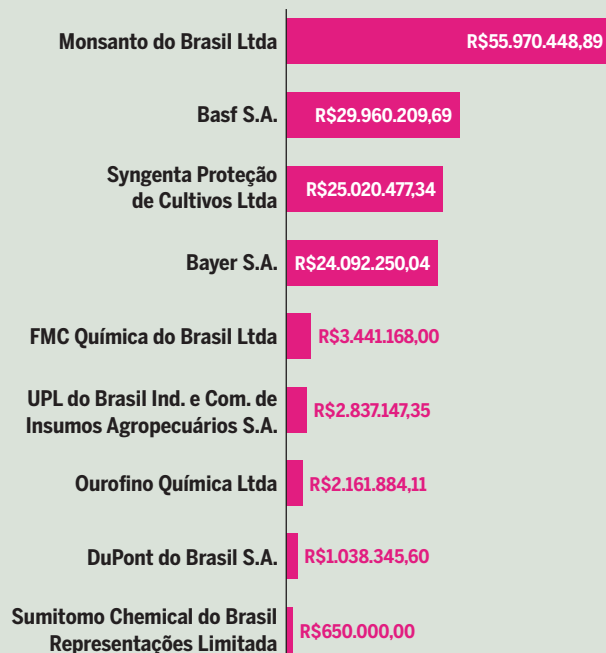 Monsanto do Brasil Ltda
R$55.970.448,89
Basf S.A.
R$29.960.209,69
Syngenta Proteção
de Cultivos Ltda
R$25.020.477,34
Bayer S.A.
R$24.092.250,04
FMC Química do Brasil Ltda
R$3.441.168,00
UPL do Brasil Ind. e Com. de
Insumos Agropecuários S.A.
R$2.837.147,35
Ourofino Química Ltda
R$2.161.884,11
DuPont do Brasil S.A.
R$1.038.345,60
Sumitomo Chemical do Brasil
Representações Limitada
R$650.000,00